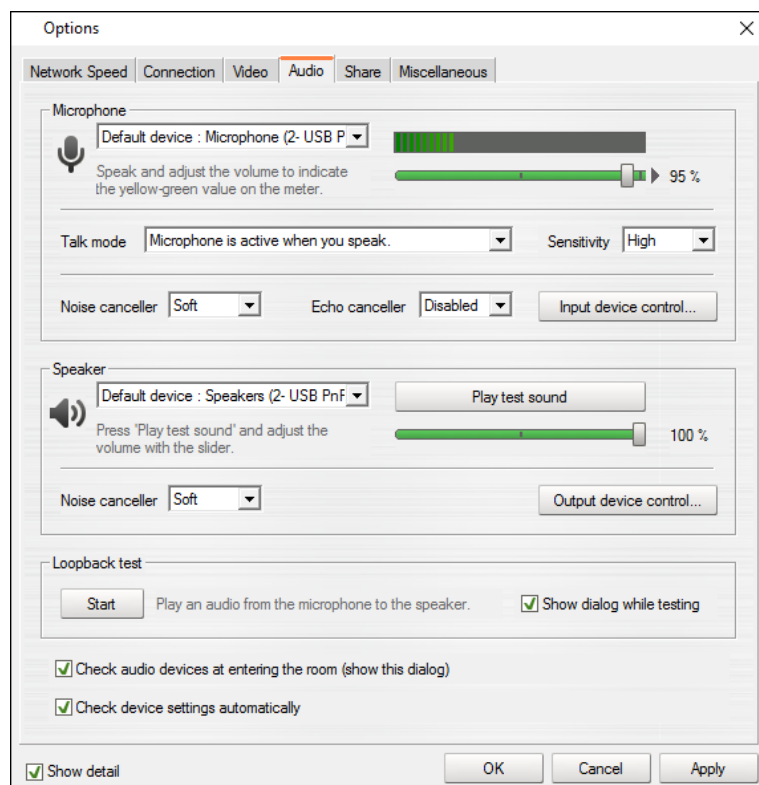 Options
Network Speed Connection Video Audio Share Miscellaneous
Microphone
Default device : Microphone (2- USB P
Speak and adjust the volume to indicate
the yellow-green value on the meter.
95 %
Talk mode Microphone is active when you speak. Sensitivity High
Noise canceller Soft Echo canceller Disabled Input device control...
Speaker
Default device : Speakers (2- USB PnF Play test sound
Press 'Play test sound' and adjust the
volume with the slider.
100 %
Noise canceller Soft Output device control...
Loopback test
Start Play an audio from the microphone to the speaker. Show dialog while testing
Check audio devices at entering the room (show this dialog)
Check device settings automatically
Show detail OK Cancel Apply